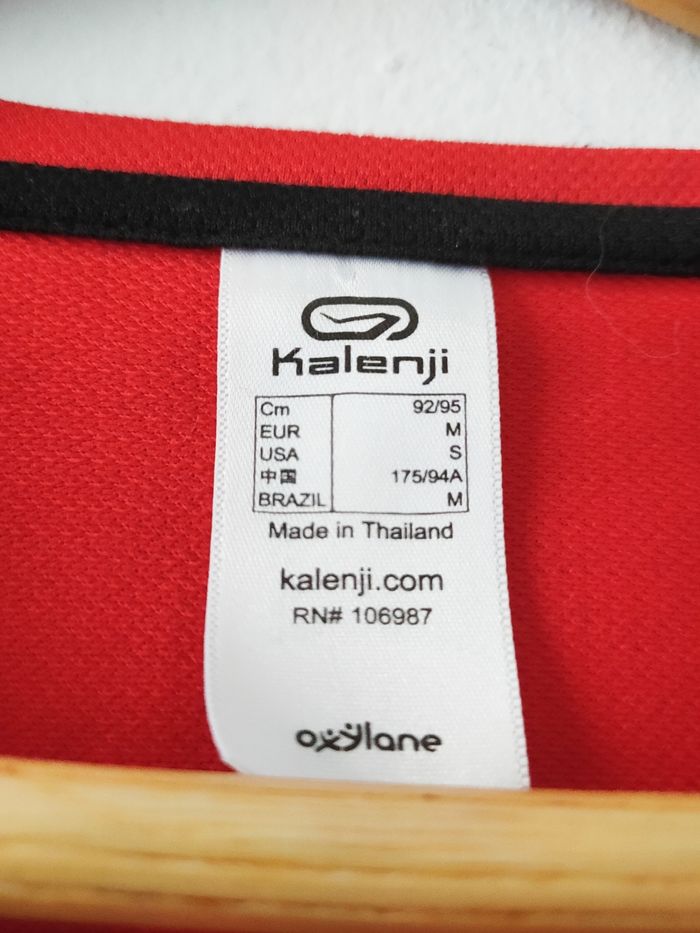 Kalenji
Cm 92/95
EUR M
USA S
中国 175/94A
BRAZIL M
Made in Thailand
kalenji.com
RN# 106987
oxylane